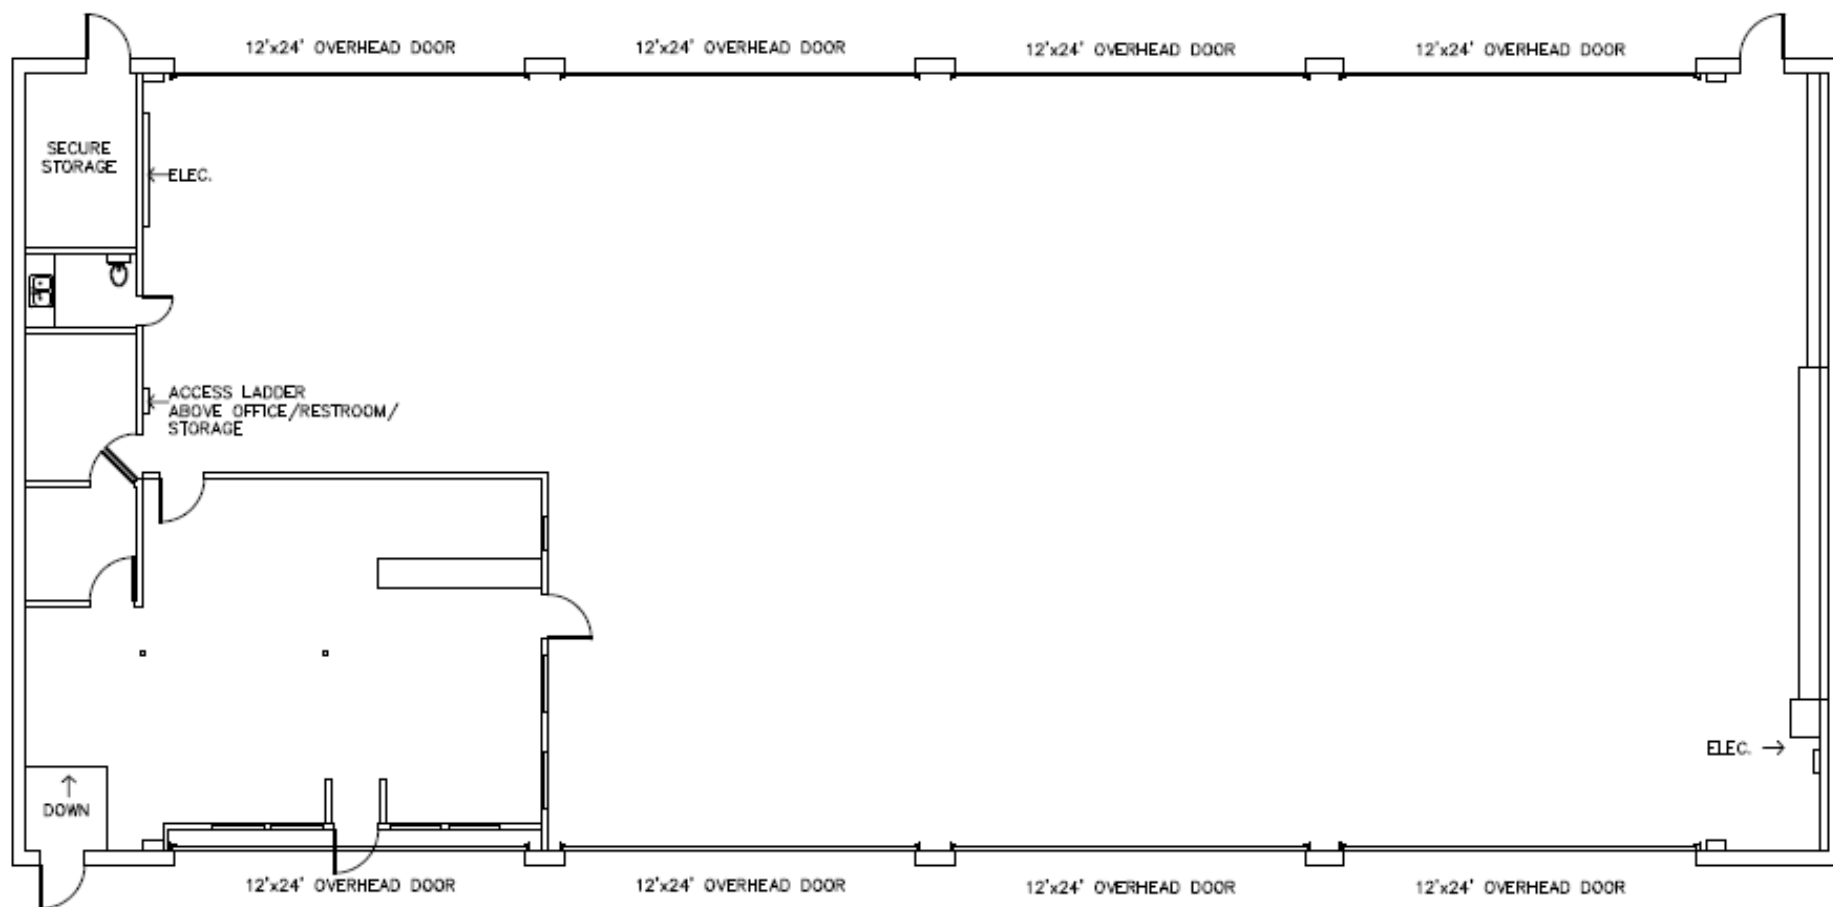 12'x24' OVERHEAD DOOR
12'x24' OVERHEAD DOOR
12'x24' OVERHEAD DOOR
12'x24' OVERHEAD DOOR
SECURE
STORAGE
ELEC.
ACCESS LADDER
ABOVE OFFICE/RESTROOM/
STORAGE
ELEC.
DOWN
12'x24' OVERHEAD DOOR
12'x24' OVERHEAD DOOR
12'x24' OVERHEAD DOOR
12'x24' OVERHEAD DOOR